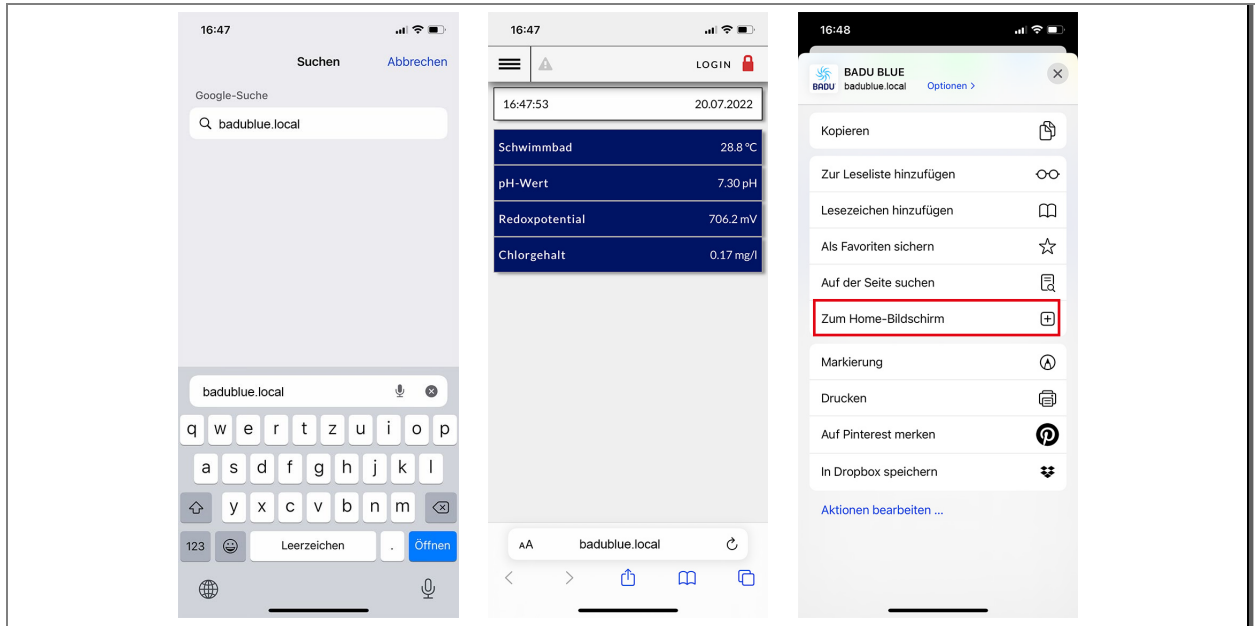 16:47
Suchen
Abbrechen
Google-Suche
badublue.local
badublue.local
q w e r t z u i o p
a s d f g h j k l
y x c v b n m
123
Leerzeichen
.
Öffnen
16:47
LOGIN
16:47:53 20.07.2022
Schwimmbad 28.8 °C
pH-Wert 7.30 pH
Redoxpotential 706.2 mV
Chlorgehalt 0.17 mg/l
AA badublue.local
16:48
BADU
BADU BLUE
badublue.local Optionen >
Kopieren
Zur Leseliste hinzufügen
Lesezeichen hinzufügen
Als Favoriten sichern
Auf der Seite suchen
Zum Home-Bildschirm
Markierung
Drucken
Auf Pinterest merken
In Dropbox speichern
Aktionen bearbeiten ...